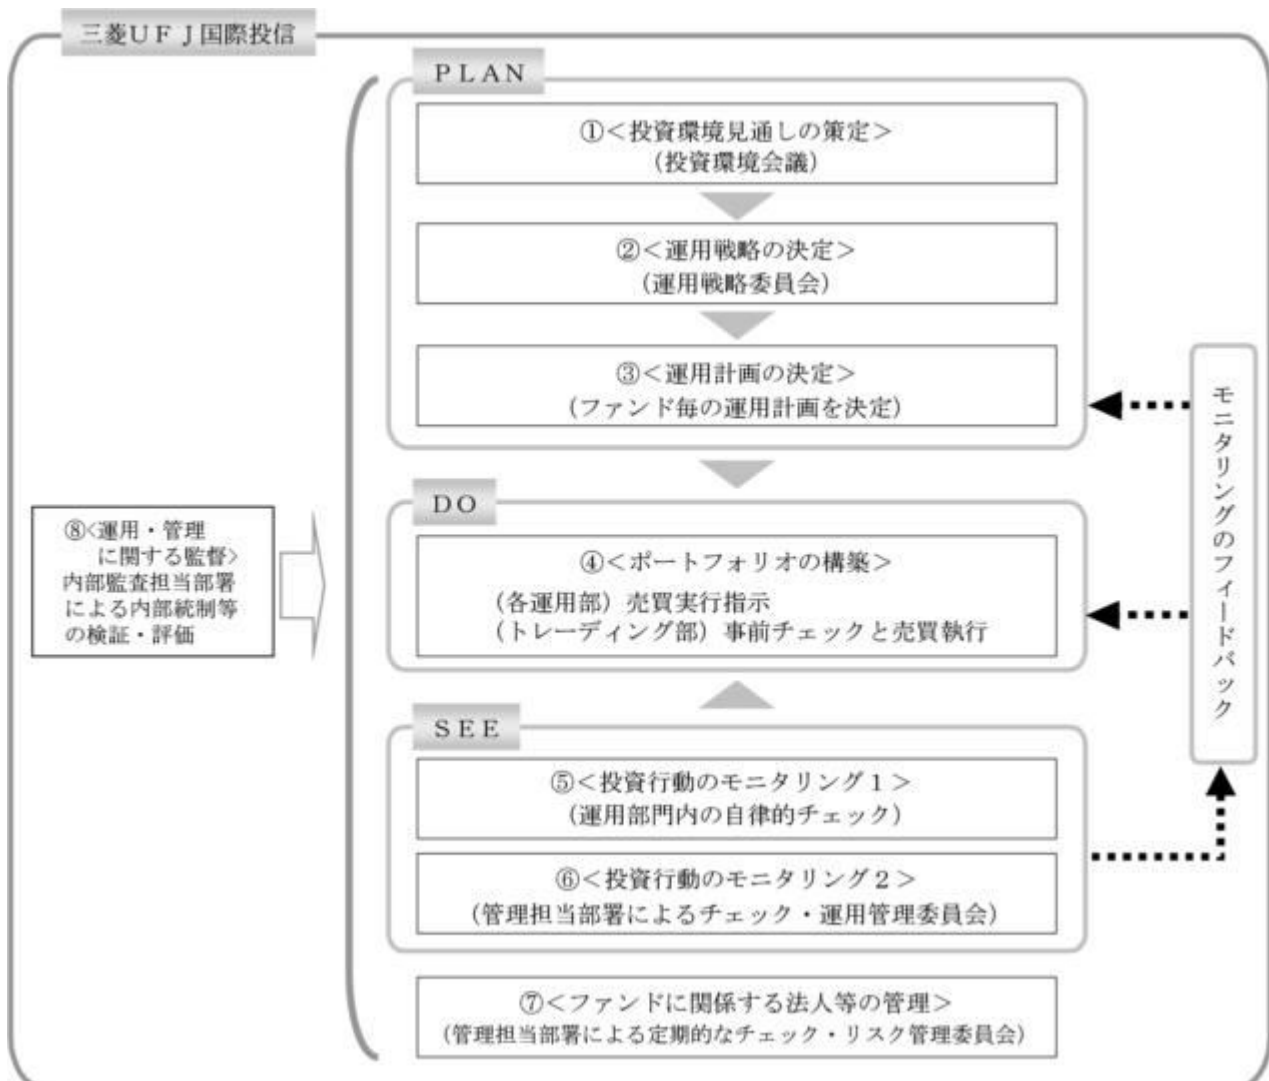 三菱ＵＦＪ国際投信
ＰＬＡＮ
①＜投資環境見通しの策定＞
（投資環境会議）
②＜運用戦略の決定＞
（運用戦略委員会）
③＜運用計画の決定＞
（ファンド毎の運用計画を決定）
ＤＯ
④＜ポートフォリオの構築＞
（各運用部）売買実行指示
（トレーディング部）事前チェックと売買執行
ＳＥＥ
⑤＜投資行動のモニタリング１＞
（運用部門内の自律的チェック）
⑥＜投資行動のモニタリング２＞
（管理担当部署によるチェック・運用管理委員会）
⑦＜ファンドに関係する法人等の管理＞
（管理担当部署による定期的なチェック・リスク管理委員会）
⑧<運用・管理
に関する監督>
内部監査担当部署
による内部統制等
の検証・評価
モニタリングのフィードバック